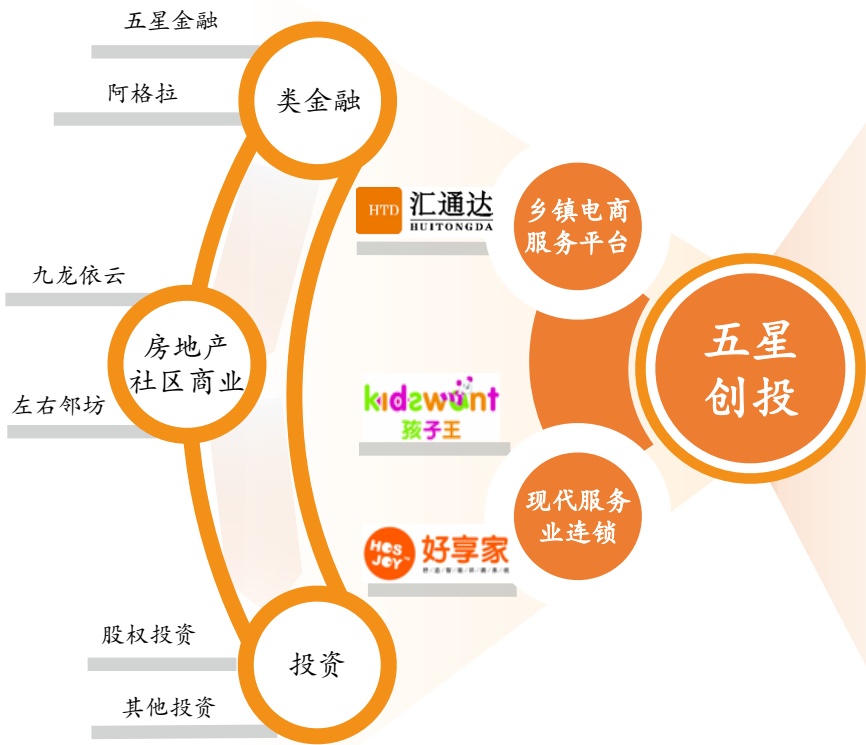 五星金融
阿格拉
类金融
九龙依云
房地产
社区商业
左右邻坊
股权投资
其他投资
投资
HTD
汇通达
HUITONGDA
kidswant
孩子王
HOSJOY
好享家
乡镇电商
服务平台
现代服务
业连锁
五星
创投